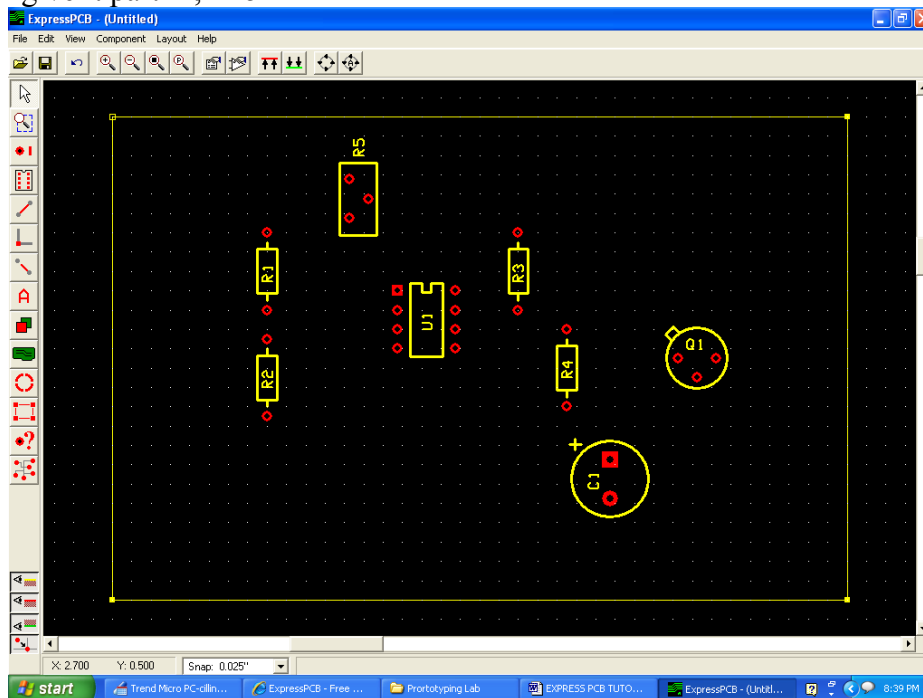 ExpressPCB - (Untitled)
File Edit View Component Layout Help
R5
R1
R3
U1
Q1
R2
R4
+
C1
A
X: 2.700 Y: 0.500 Snap: 0.025"
start Trend Micro PC-cillin... ExpressPCB - Free ... Prortotyping Lab EXPRESS PCB TUTO... ExpressPCB - (Untitl... 8:39 PM